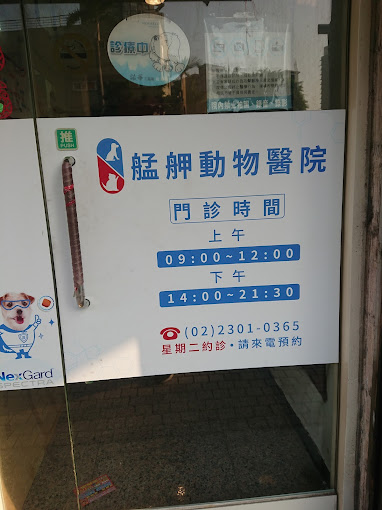 診療中
推
PUSH
艋舺動物醫院
門診時間
上午
09:00~12:00
下午
14:00~21:30
(02)2301-0365
星期二約診•請來電預約
NexGard
SPECTRA